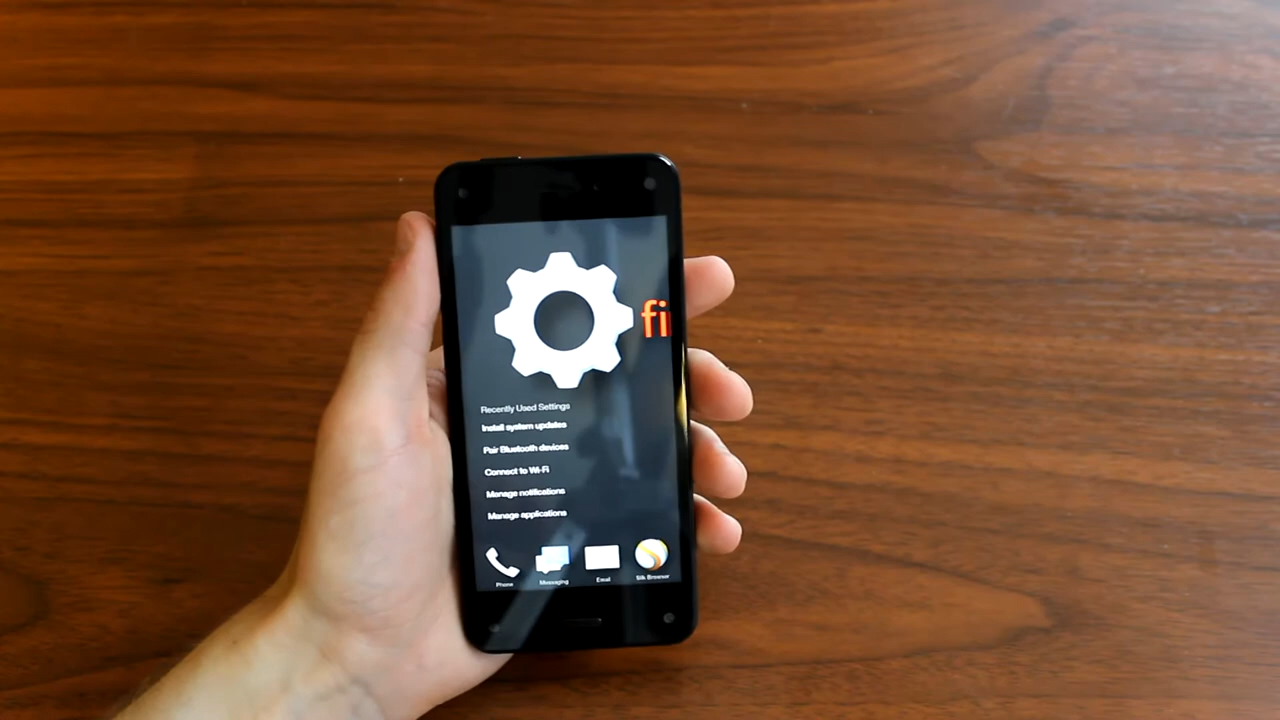 fi
Recently Used Settings
Install system updates
Pair Bluetooth devices
Connect to Wi-Fi
Manage notifications
Manage applications
Phone
Messaging
Email
Silk Browser